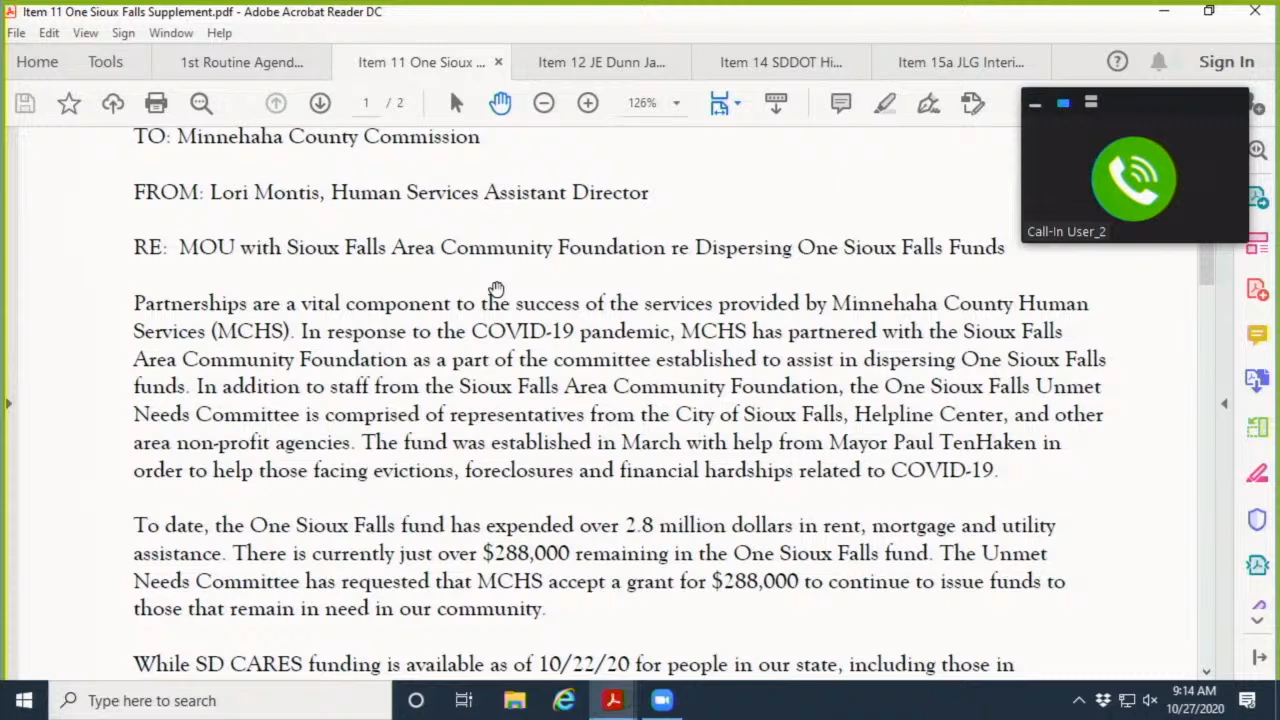 Item 11 One Sioux Falls Supplement.pdf - Adobe Acrobat Reader DC
File Edit View Sign Window Help
Home Tools 1st Routine Agend... Item 11 One Sioux ... × Item 12 JE Dunn Ja... Item 14 SDDOT Hi... Item 15a JLG Interi... Sign In
1 / 2 126%
TO: Minnehaha County Commission
FROM: Lori Montis, Human Services Assistant Director
RE: MOU with Sioux Falls Area Community Foundation re Dispersing One Sioux Falls Funds
Call-In User_2
Partnerships are a vital component to the success of the services provided by Minnehaha County Human
Services (MCHS). In response to the COVID-19 pandemic, MCHS has partnered with the Sioux Falls
Area Community Foundation as a part of the committee established to assist in dispersing One Sioux Falls
funds. In addition to staff from the Sioux Falls Area Community Foundation, the One Sioux Falls Unmet
Needs Committee is comprised of representatives from the City of Sioux Falls, Helpline Center, and other
area non-profit agencies. The fund was established in March with help from Mayor Paul TenHaken in
order to help those facing evictions, foreclosures and financial hardships related to COVID-19.
To date, the One Sioux Falls fund has expended over 2.8 million dollars in rent, mortgage and utility
assistance. There is currently just over $288,000 remaining in the One Sioux Falls fund. The Unmet
Needs Committee has requested that MCHS accept a grant for $288,000 to continue to issue funds to
those that remain in need in our community.
While SD CARES funding is available as of 10/22/20 for people in our state, including those in
Type here to search
9:14 AM
10/27/2020